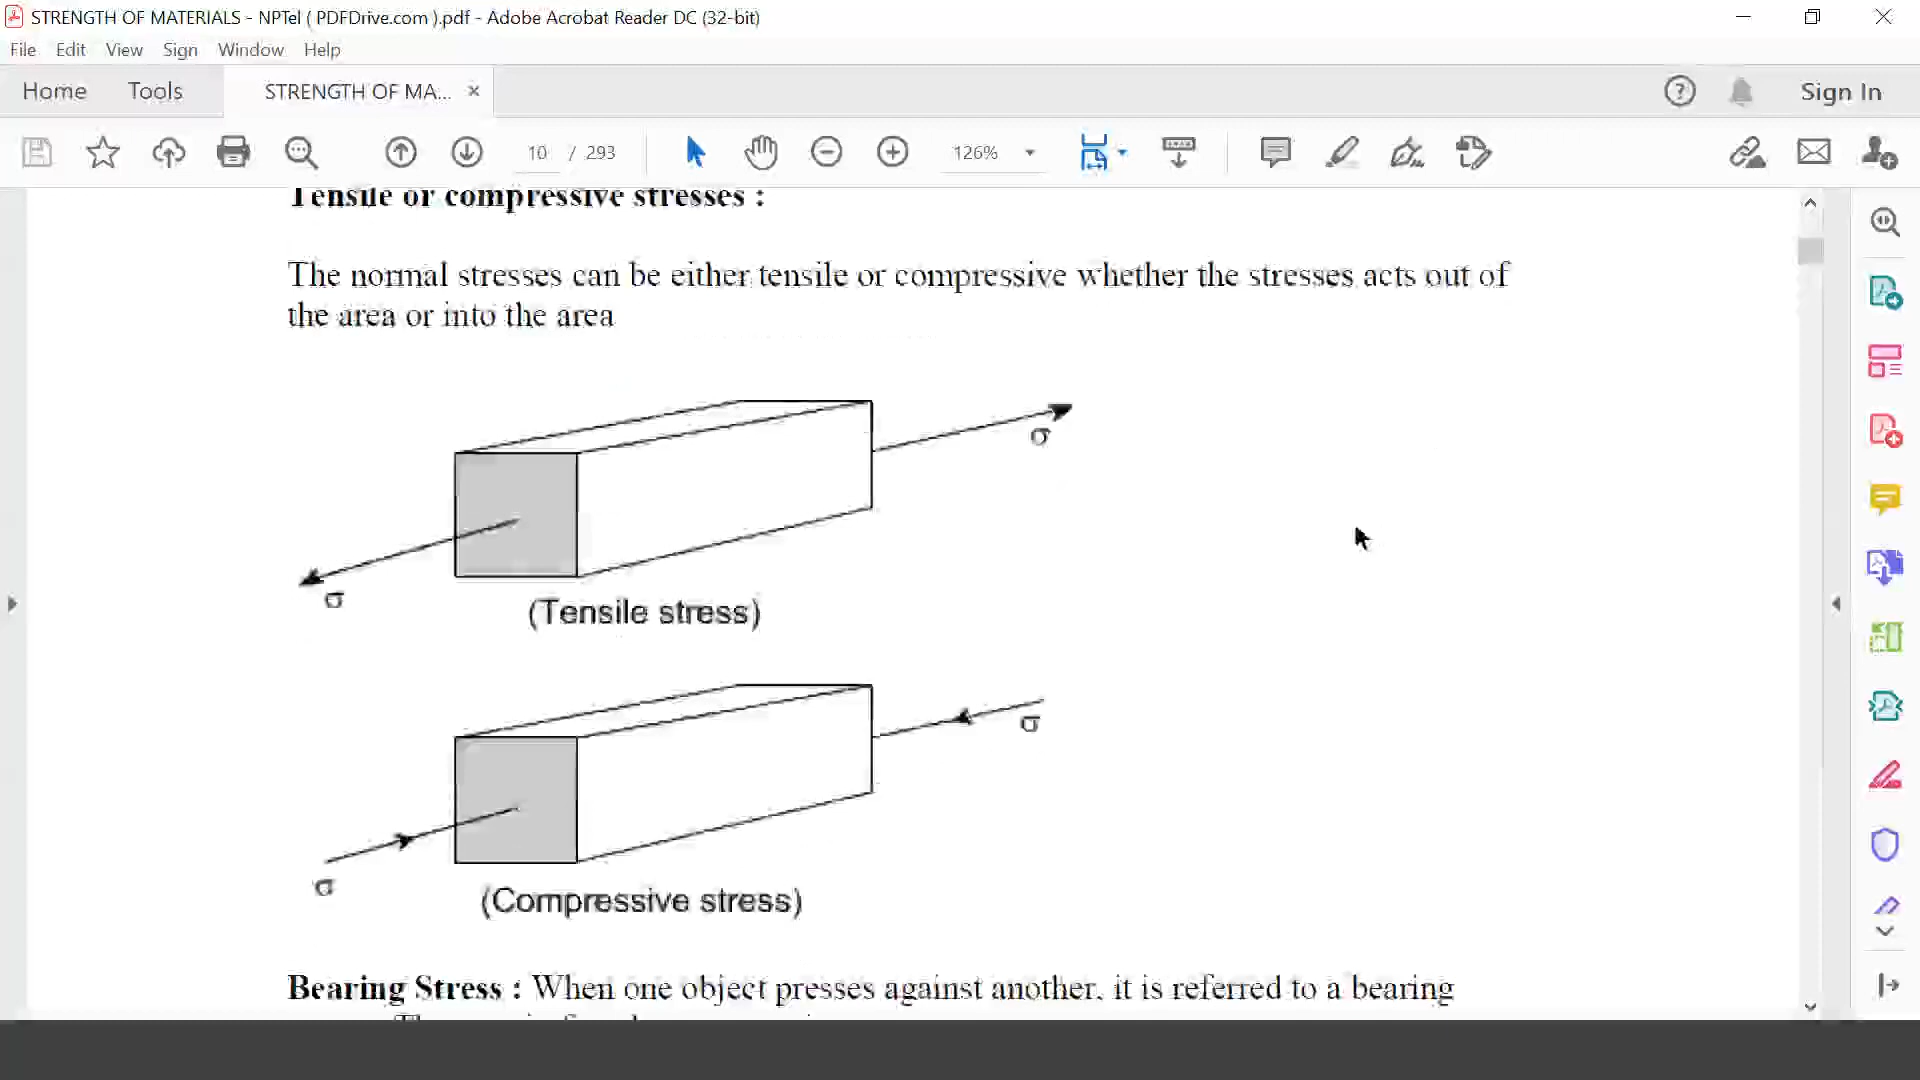 STRENGTH OF MATERIALS - NPTel ( PDFDrive.com ).pdf - Adobe Acrobat Reader DC (32-bit)
File Edit View Sign Window Help
Home Tools STRENGTH OF MA... × Sign In
10 / 293 126%
Tensile or compressive stresses :
The normal stresses can be either tensile or compressive whether the stresses acts out of
the area or into the area
σ
σ
(Tensile stress)
σ
σ
(Compressive stress)
Bearing Stress : When one object presses against another, it is referred to a bearing